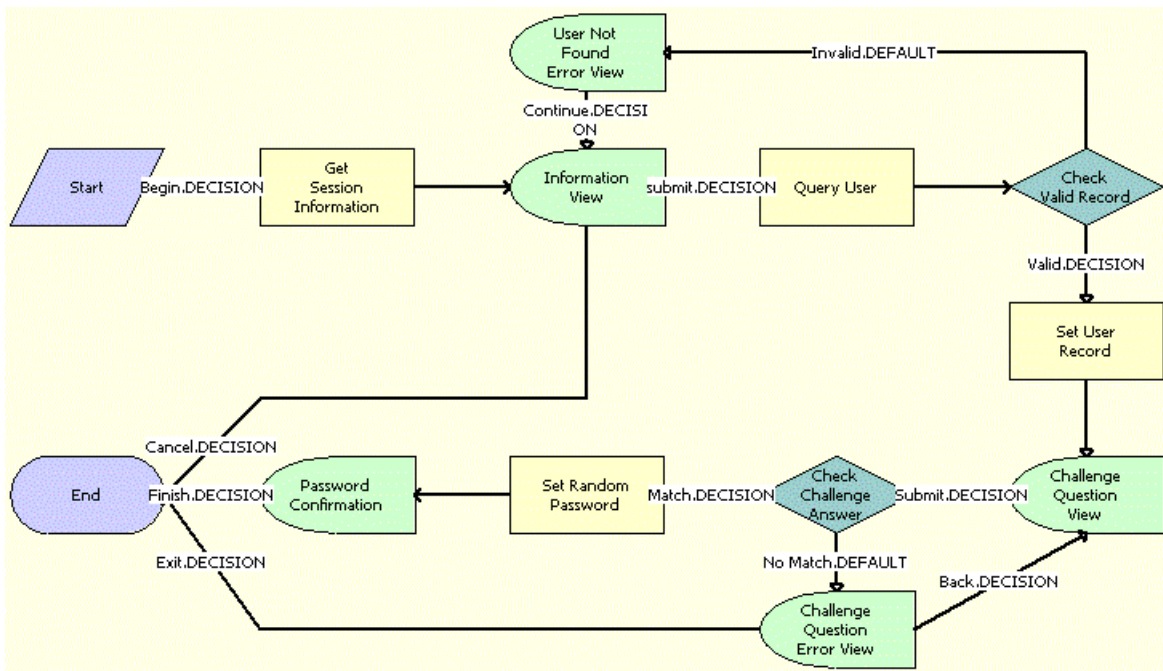 User Not
Found
Error View
Invalid.DEFAULT
Continue.DECISI
ON
Start
Begin.DECISION
Get
Session
Information
Information
View
submit.DECISION
Query User
Check
Valid Record
Valid.DECISION
Set User
Record
Cancel.DECISION
End
Finish.DECISION
Password
Confirmation
Set Random
Password
Match.DECISION
Check
Challenge
Answer
Submit.DECISION
Challenge
Question
View
Exit.DECISION
No Match.DEFAULT
Back.DECISION
Challenge
Question
Error View